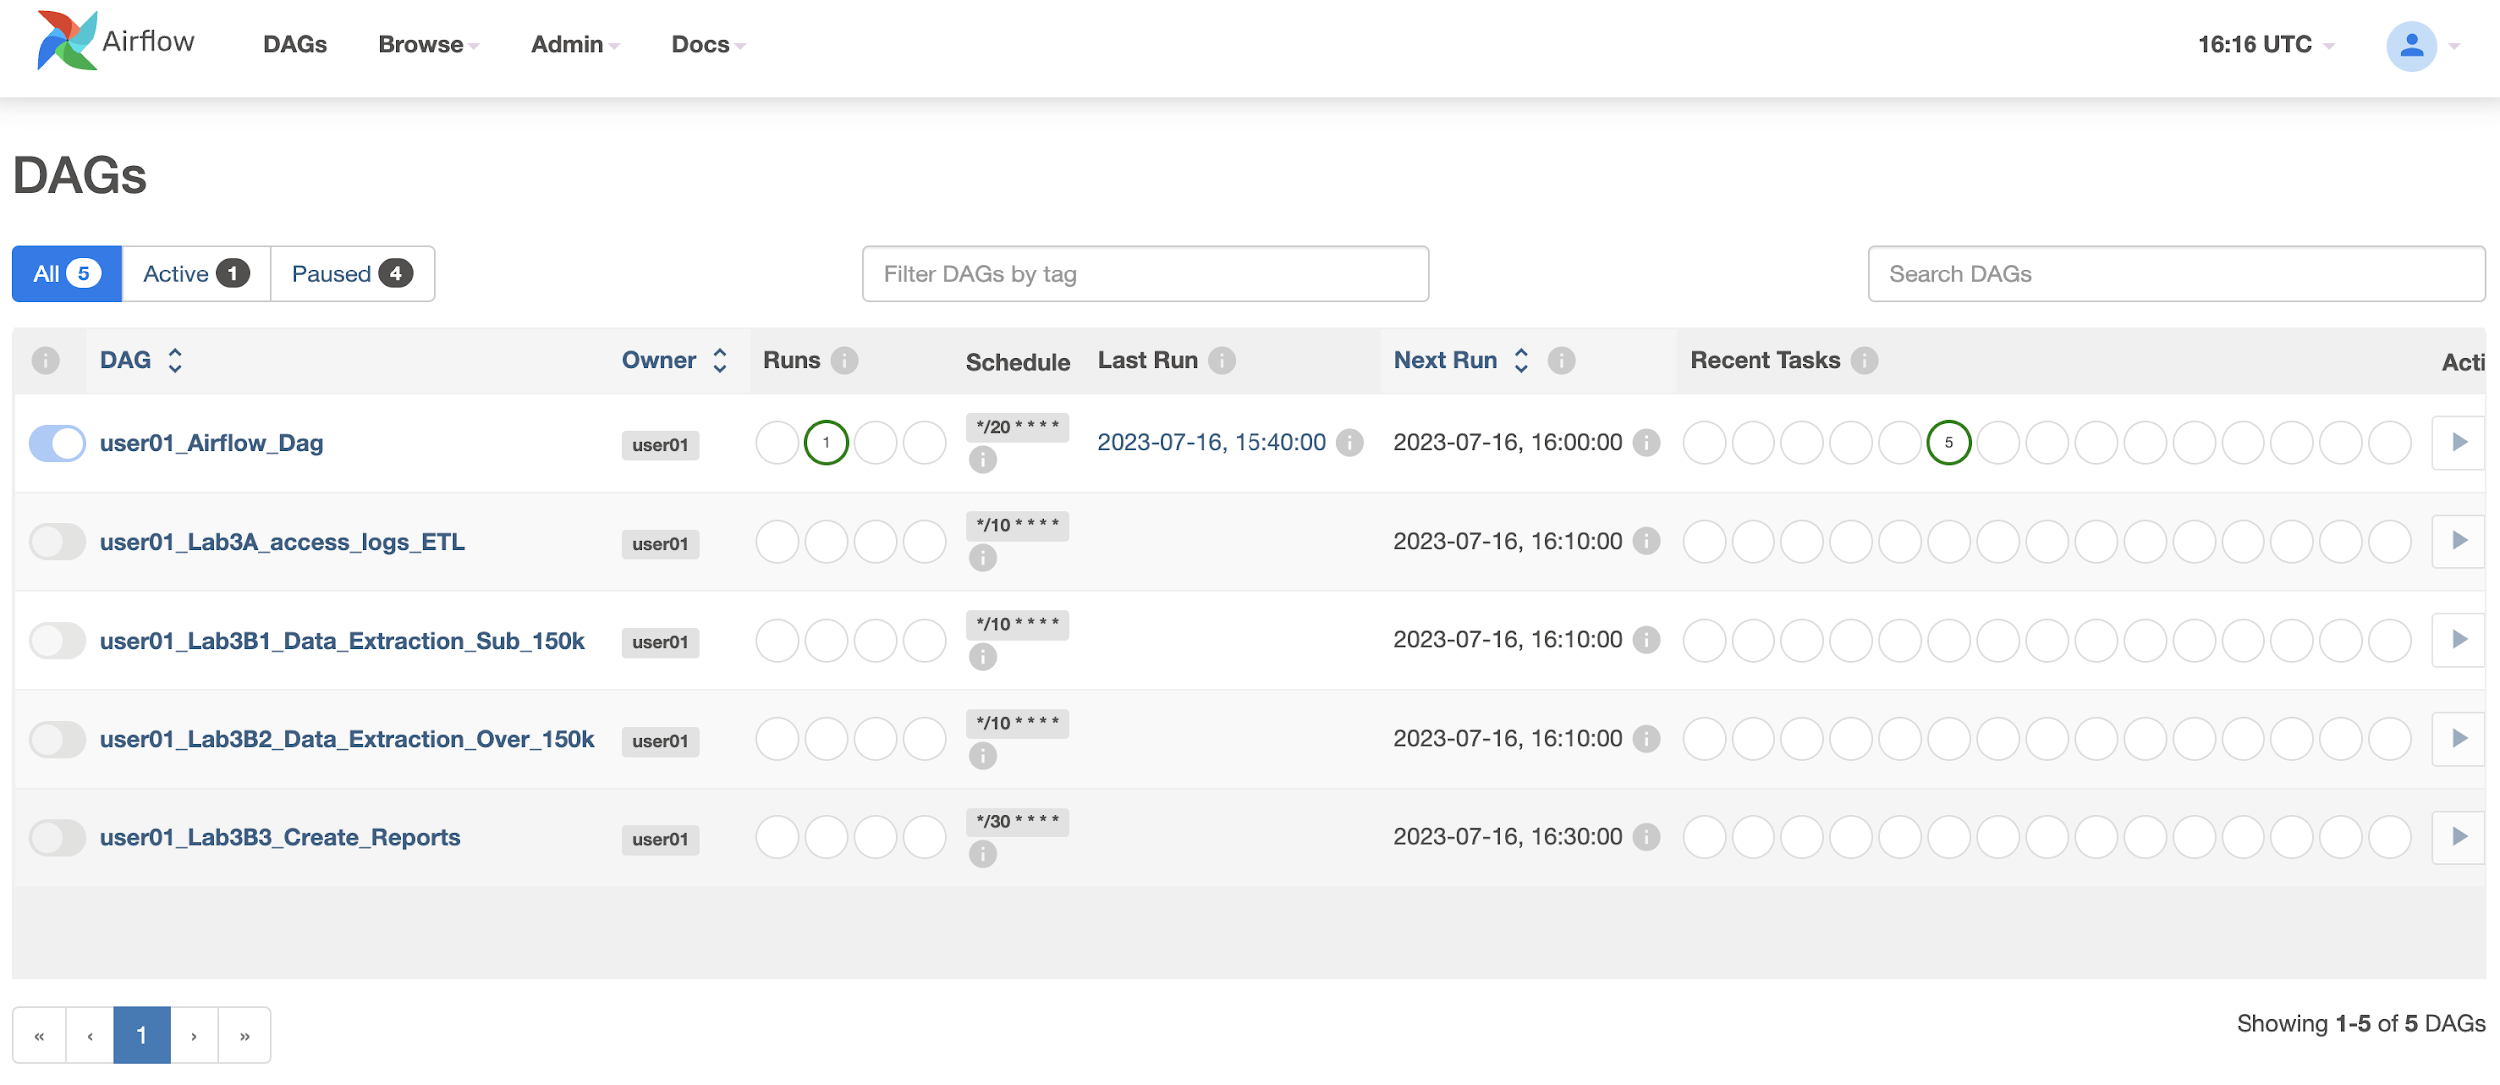 Airflow DAGs Browse Admin Docs 16:16 UTC
DAGs
All 5 Active 1 Paused 4 Filter DAGs by tag Search DAGs
DAG Owner Runs Schedule Last Run Next Run Recent Tasks Acti
user01_Airflow_Dag user01 1 */20 * * * * 2023-07-16, 15:40:00 2023-07-16, 16:00:00 5
user01_Lab3A_access_logs_ETL user01 */10 * * * * 2023-07-16, 16:10:00
user01_Lab3B1_Data_Extraction_Sub_150k user01 */10 * * * * 2023-07-16, 16:10:00
user01_Lab3B2_Data_Extraction_Over_150k user01 */10 * * * * 2023-07-16, 16:10:00
user01_Lab3B3_Create_Reports user01 */30 * * * * 2023-07-16, 16:30:00
« ‹ 1 › » Showing 1-5 of 5 DAGs